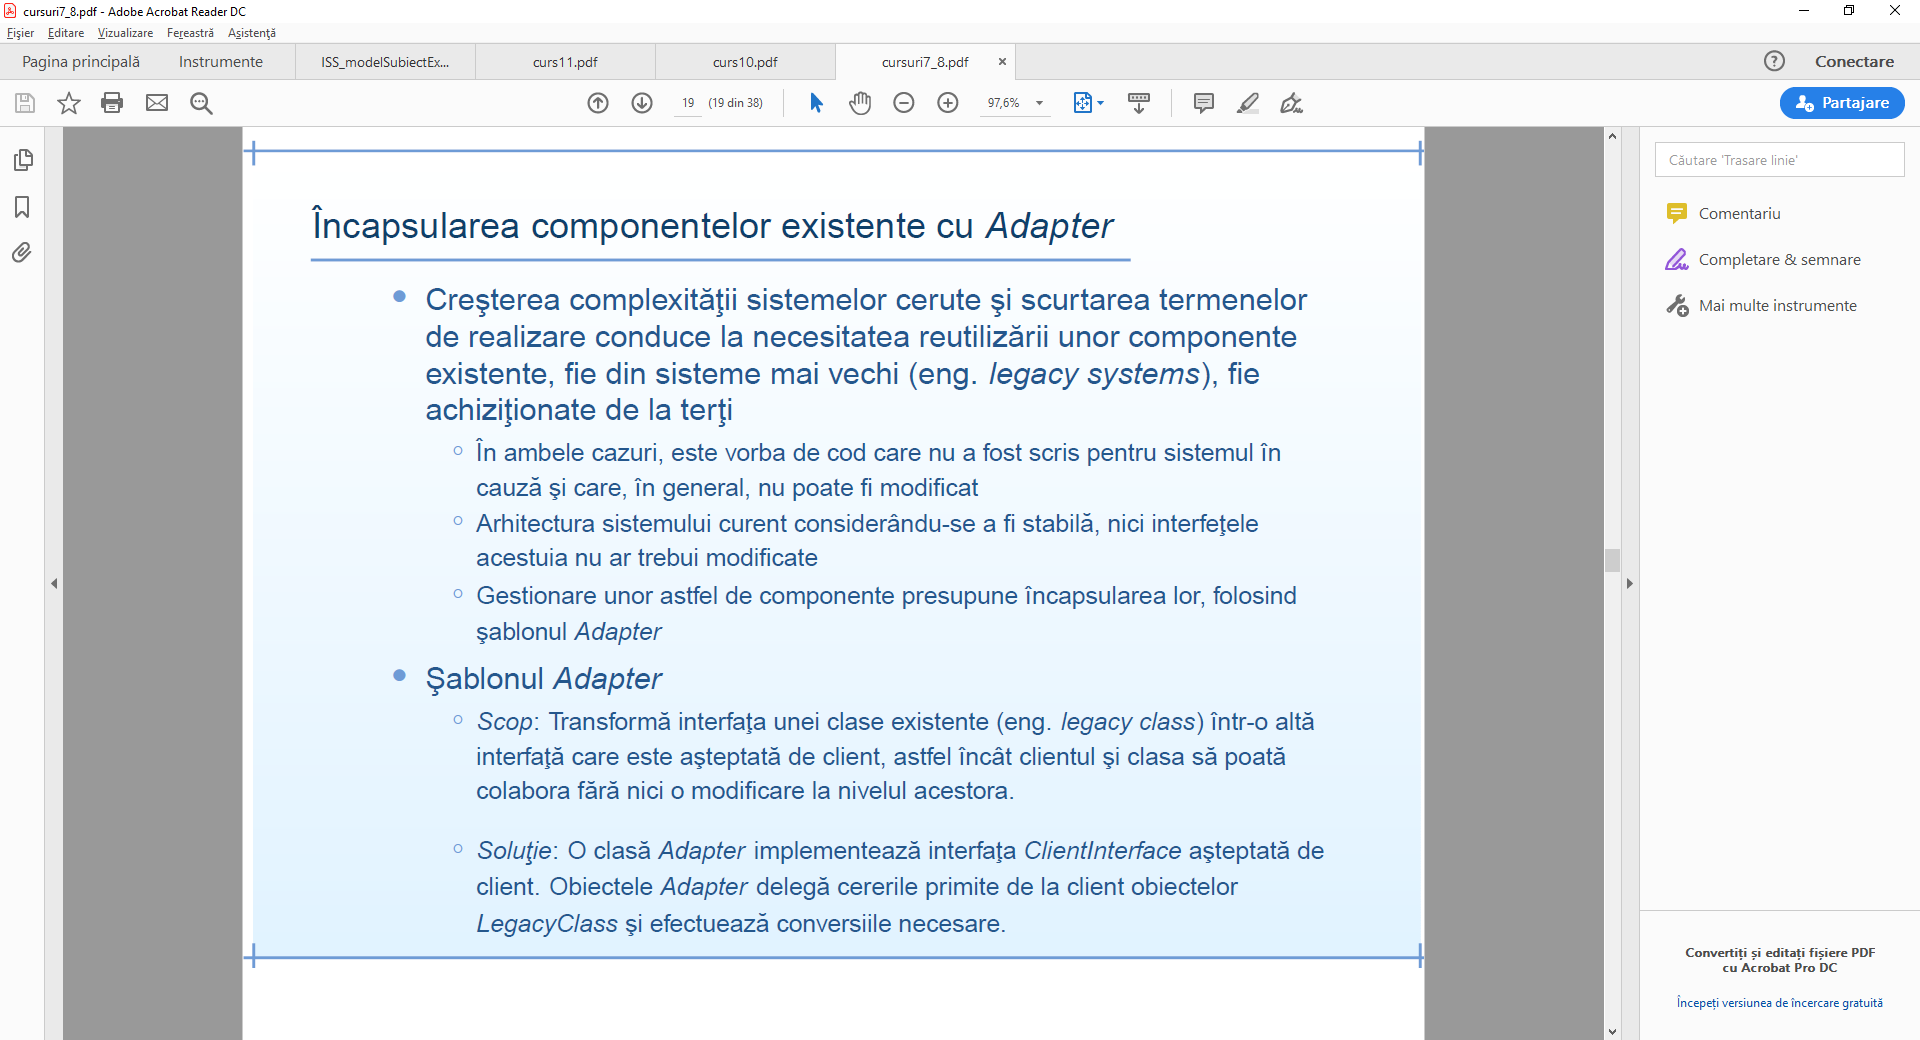 cursuri7_8.pdf - Adobe Acrobat Reader DC
Fişier Editare Vizualizare Fereastră Asistenţă
Pagina principală Instrumente ISS_modelSubiectEx... curs11.pdf curs10.pdf cursuri7_8.pdf × ? Conectare
19 (19 din 38) 97,6% Partajare
Încapsularea componentelor existente cu Adapter
Creşterea complexităţii sistemelor cerute şi scurtarea termenelor
de realizare conduce la necesitatea reutilizării unor componente
existente, fie din sisteme mai vechi (eng. legacy systems), fie
achiziţionate de la terţi
În ambele cazuri, este vorba de cod care nu a fost scris pentru sistemul în
cauză şi care, în general, nu poate fi modificat
Arhitectura sistemului curent considerându-se a fi stabilă, nici interfeţele
acestuia nu ar trebui modificate
Gestionare unor astfel de componente presupune încapsularea lor, folosind
şablonul Adapter
Şablonul Adapter
Scop: Transformă interfaţa unei clase existente (eng. legacy class) într-o altă
interfaţă care este aşteptată de client, astfel încât clientul şi clasa să poată
colabora fără nici o modificare la nivelul acestora.
Soluţie: O clasă Adapter implementează interfaţa ClientInterface aşteptată de
client. Obiectele Adapter delegă cererile primite de la client obiectelor
LegacyClass şi efectuează conversiile necesare.
Căutare 'Trasare linie'
Comentariu
Completare & semnare
Mai multe instrumente
Convertiți și editați fișiere PDF
cu Acrobat Pro DC
Începeți versiunea de încercare gratuită